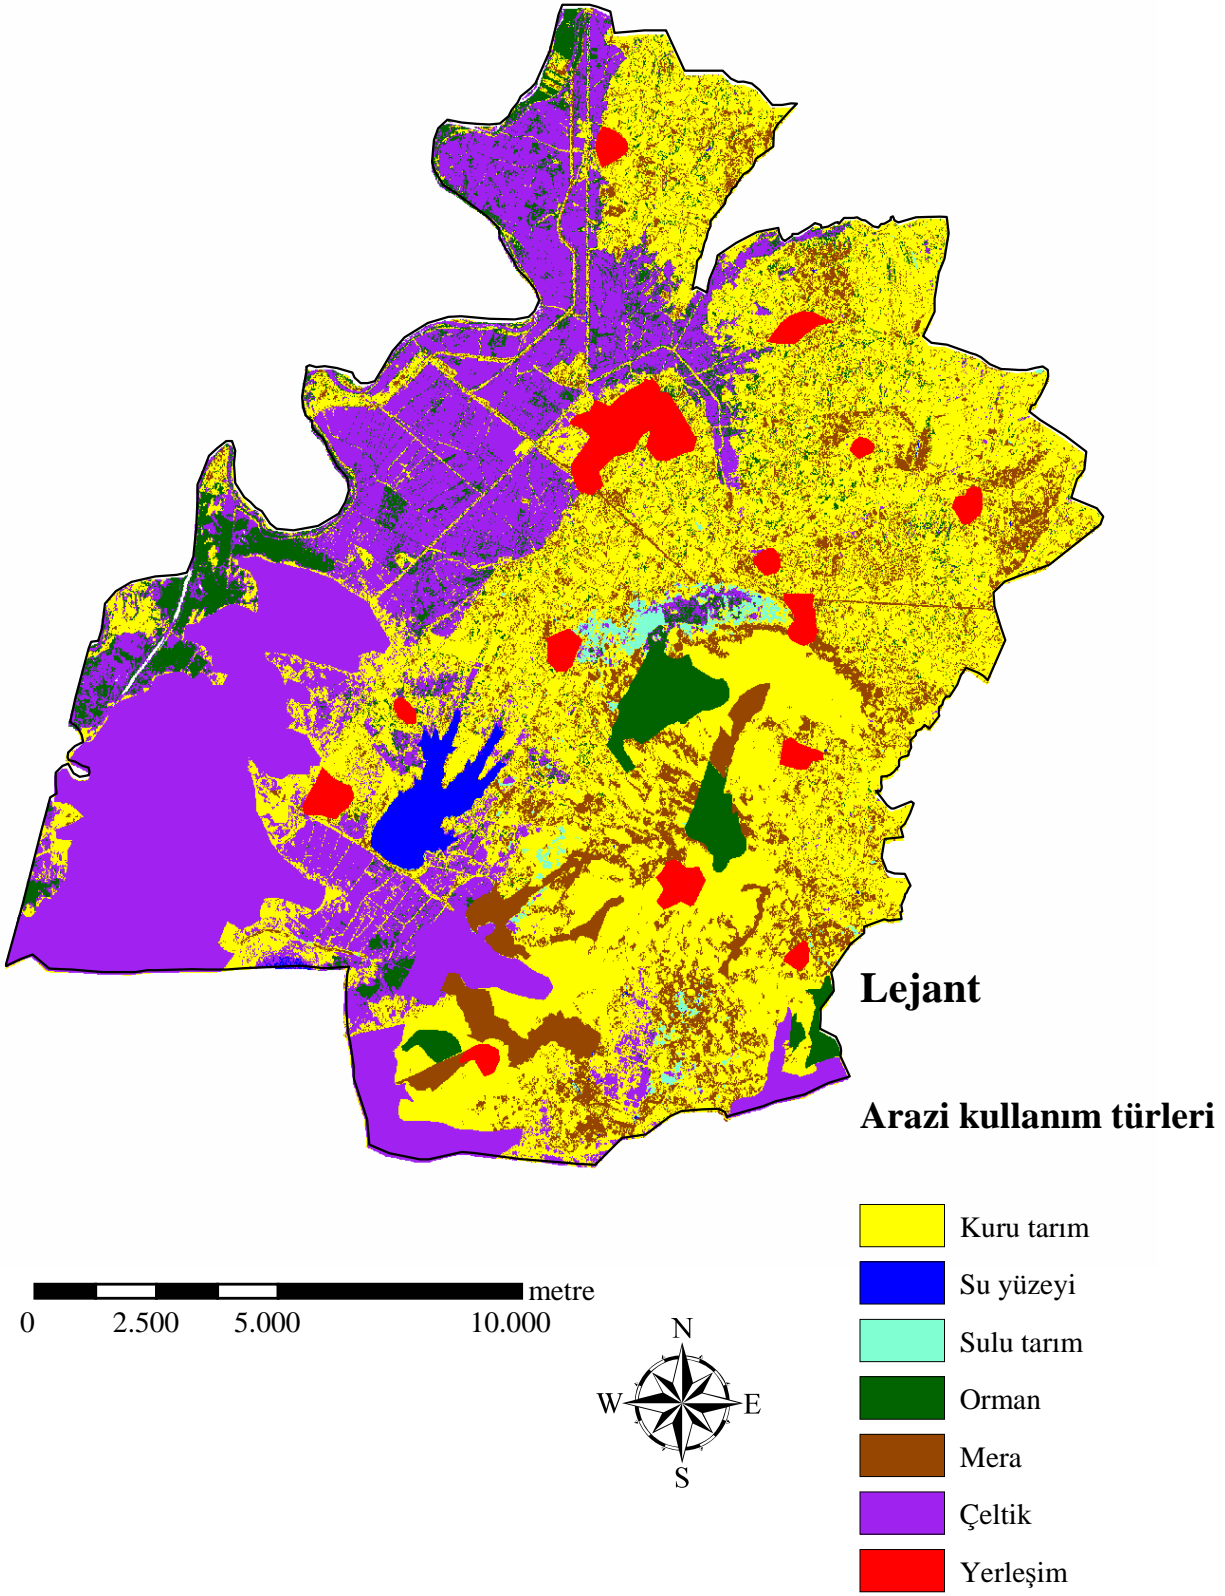 Lejant
Arazi kullanım türleri
Kuru tarım
Su yüzeyi
Sulu tarım
Orman
Mera
Çeltik
Yerleşim
metre
0 2.500 5.000 10.000
N
W E
S